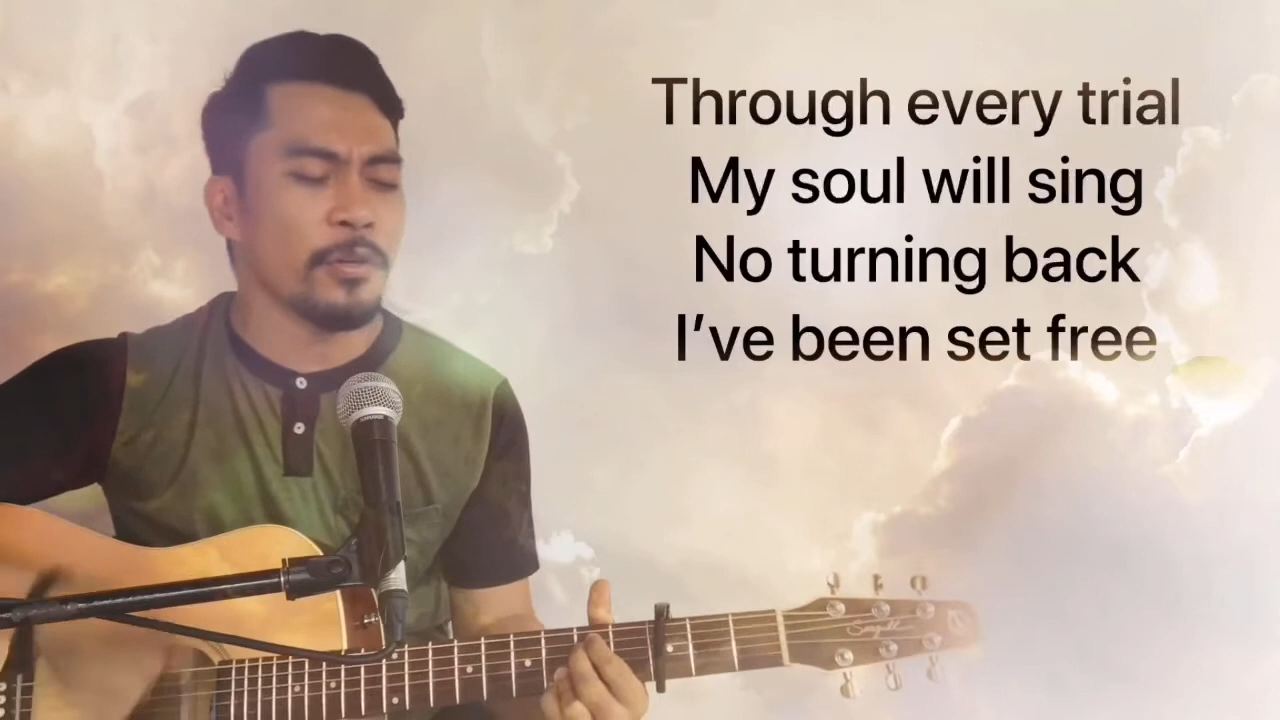 Through every trial
My soul will sing
No turning back
I’ve been set free